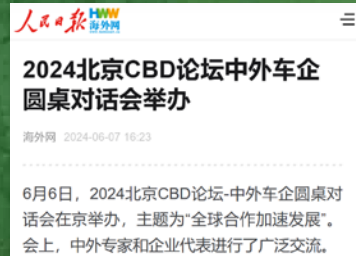 人民日报 HWW 海外网
2024北京CBD论坛中外车企
圆桌对话会举办
海外网 2024-06-07 16:23
6月6日，2024北京CBD论坛-中外车企圆桌对
话会在京举办，主题为“全球合作加速发展”。
会上，中外专家和企业代表进行了广泛交流。